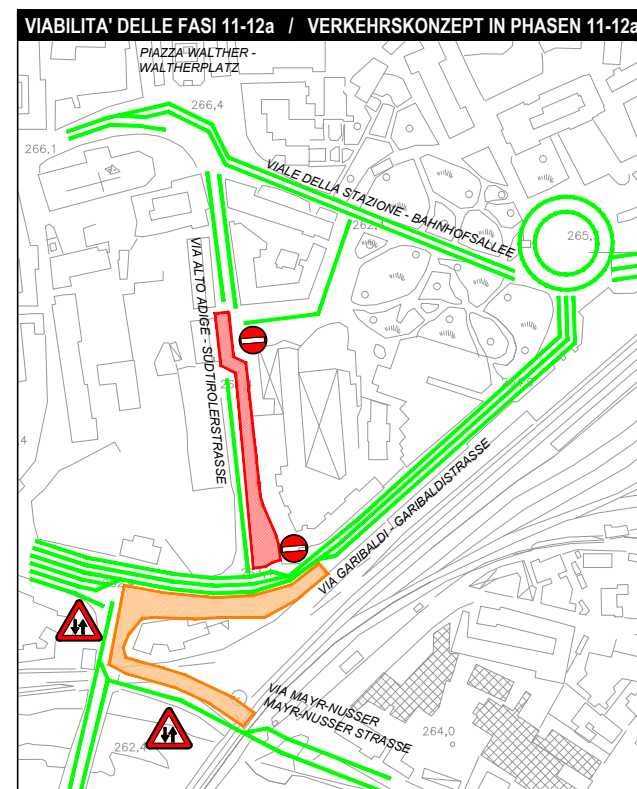 VIABILITA' DELLE FASI 11-12a / VERKEHRSKONZEPT IN PHASEN 11-12a
PIAZZA WALTHER -
WALTHERPLATZ
266,4
266,1
VIALE DELLA STAZIONE - BAHNHOFSALLEE
262,4
265,5
VIA ALTO ADIGE - SÜDTIROLERSTRASSE
VIA GARIBALDI - GARIBALDISTRASSE
VIA MAYR-NUSSER
MAYR-NUSSER STRASSE
264,0
262,4